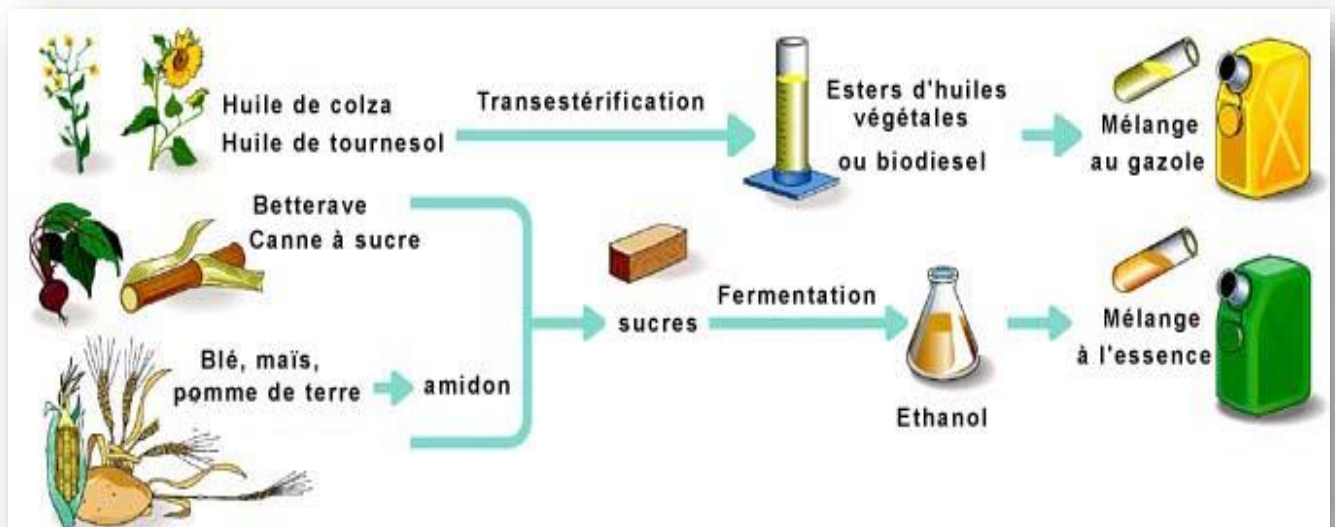 Huile de colza
Huile de tournesol
Transestérification
Esters d'huiles
végétales
ou biodiesel
Mélange
au gazole
Betterave
Canne à sucre
sucres
Fermentation
Ethanol
Mélange
à l'essence
Blé, maïs,
pomme de terre
amidon